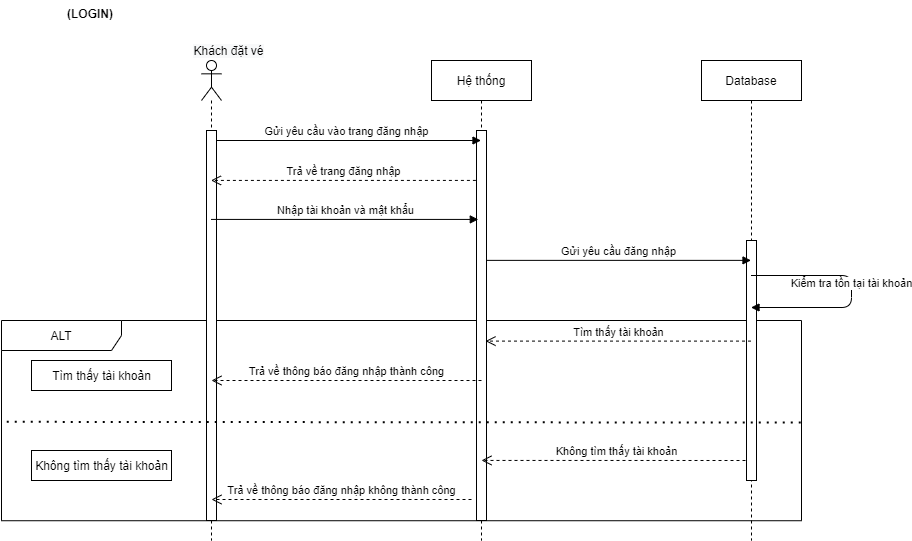 (LOGIN)
Khách đặt vé
Hệ thống
Database
Gửi yêu cầu vào trang đăng nhập
Trả về trang đăng nhập
Nhập tài khoản và mật khẩu
Gửi yêu cầu đăng nhập
Kiểm tra tồn tại tài khoản
ALT
Tìm thấy tài khoản
Tìm thấy tài khoản
Trả về thông báo đăng nhập thành công
Không tìm thấy tài khoản
Không tìm thấy tài khoản
Trả về thông báo đăng nhập không thành công